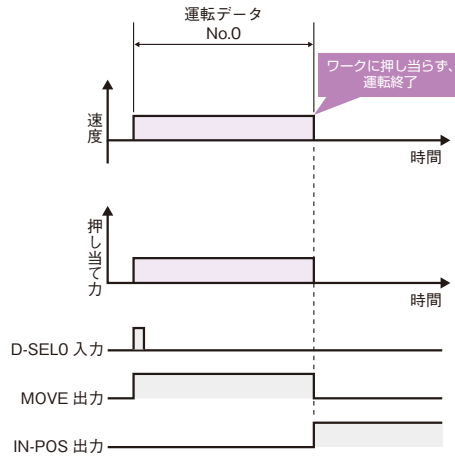 運転データ
No.0
ワークに押し当らず、
運転終了
速度
時間
押し当て力
時間
D-SEL0 入力
MOVE 出力
IN-POS 出力